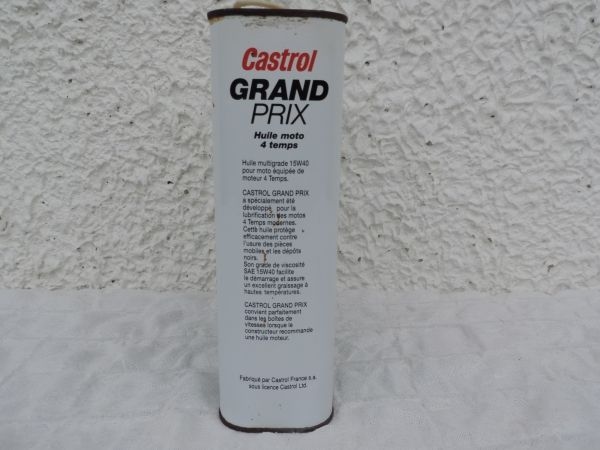 Castrol
GRAND
PRIX
Huile moto
4 temps
Huile multigrade 15W40
pour moto équipée de
moteur 4 Temps.
CASTROL GRAND PRIX
a spécialement été
développé pour la
lubrification des motos
4 Temps modernes.
Cette huile protège
efficacement contre
l'usure des pièces
mobiles et les dépôts
noirs.
Son grade de viscosité
SAE 15W40 facilite
le démarrage et assure
un excellent graissage à
hautes températures.
CASTROL GRAND PRIX
convient parfaitement
dans les boîtes de
vitesses lorsque le
constructeur recommande
une huile moteur.
Fabriqué par Castrol France s.a.
sous licence Castrol Ltd.